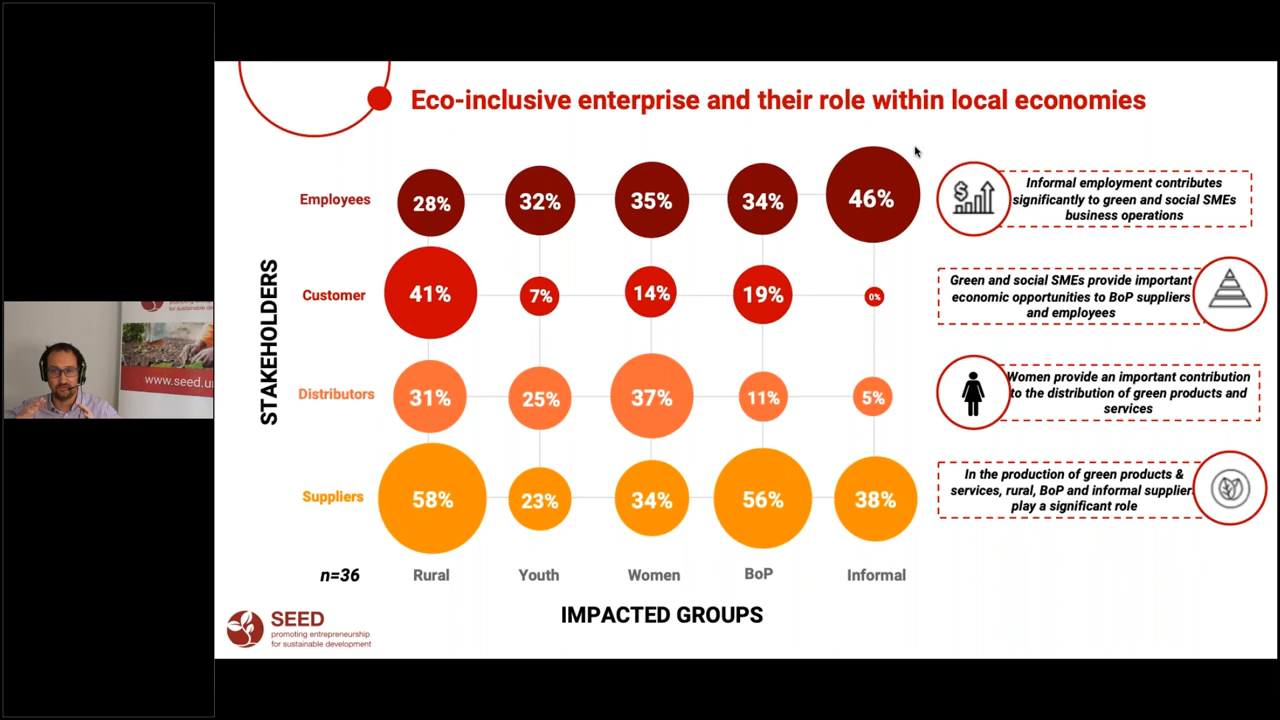 Eco-inclusive enterprise and their role within local economies
STAKEHOLDERS
Employees
28%
32%
35%
34%
46%
Informal employment contributes
significantly to green and social SMEs
business operations
Customer
41%
7%
14%
19%
0%
Green and social SMEs provide important
economic opportunities to BoP suppliers
and employees
Distributors
31%
25%
37%
11%
5%
Women provide an important contribution
to the distribution of green products and
services
Suppliers
58%
23%
34%
56%
38%
In the production of green products &
services, rural, BoP and informal supplier
play a significant role
n=36
Rural
Youth
Women
BoP
Informal
IMPACTED GROUPS
SEED
promoting entrepreneurship
for sustainable development
for sustainable d
www.seed.u